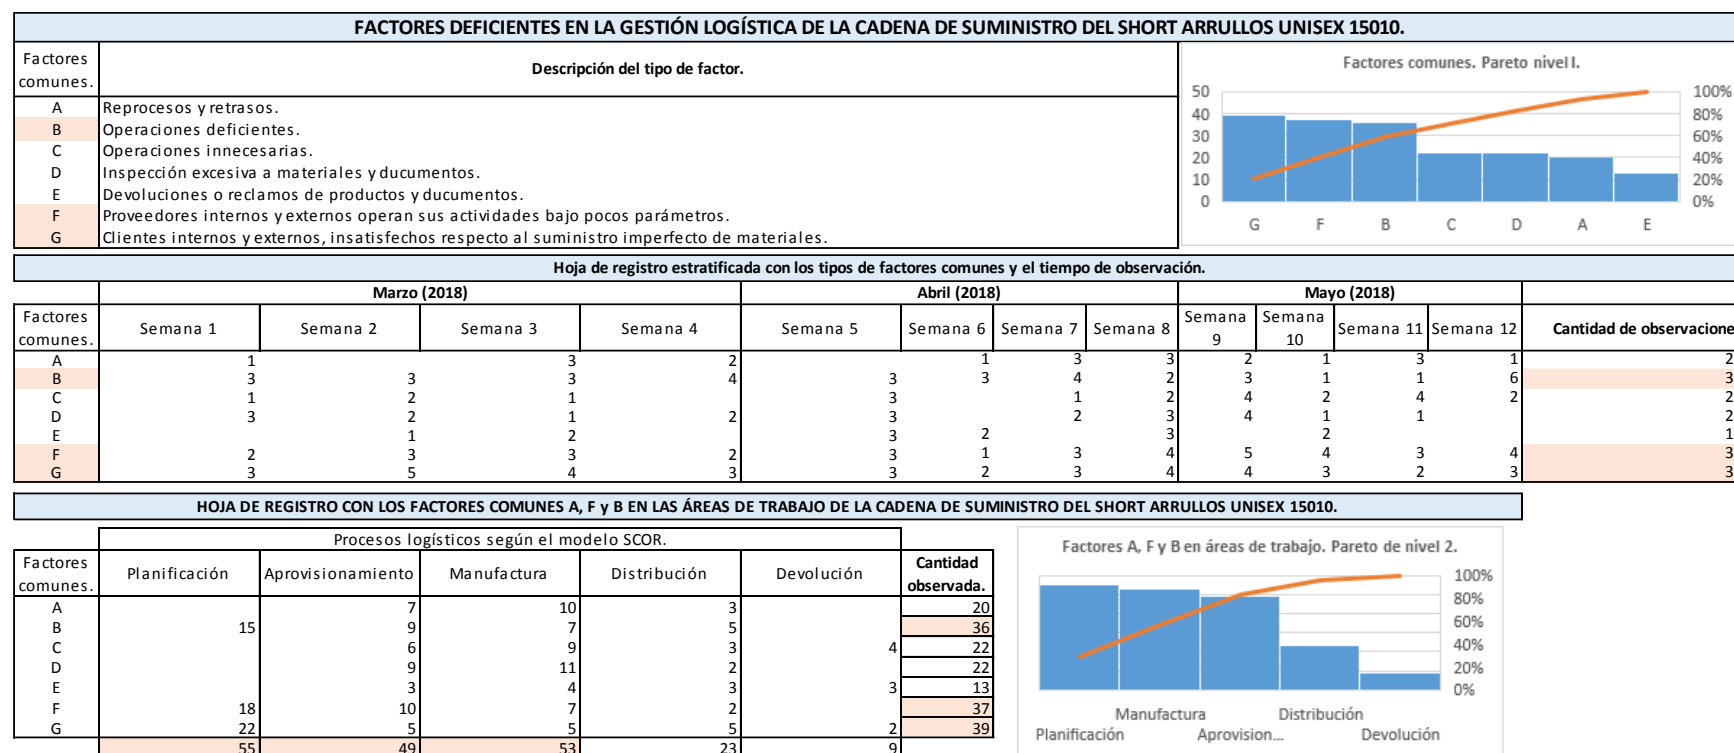 FACTORES DEFICIENTES EN LA GESTIÓN LOGÍSTICA DE LA CADENA DE SUMINISTRO DEL SHORT ARRULLOS UNISEX 15010.
Factores comunes. Descripción del tipo de factor.
A Reprocesos y retrasos.
B Operaciones deficientes.
C Operaciones innecesarias.
D Inspección excesiva a materiales y ducumentos.
E Devoluciones o reclamos de productos y ducumentos.
F Proveedores internos y externos operan sus actividades bajo pocos parámetros.
G Clientes internos y externos, insatisfechos respecto al suministro imperfecto de materiales.
Factores comunes. Pareto nivel I.
50 100%
40 80%
30 60%
20 40%
10 20%
0 0%
G F B C D A E
Hoja de registro estratificada con los tipos de factores comunes y el tiempo de observación.
Marzo (2018) Abril (2018) Mayo (2018)
Factores comunes. Semana 1 Semana 2 Semana 3 Semana 4 Semana 5 Semana 6 Semana 7 Semana 8 Semana 9 Semana 10 Semana 11 Semana 12 Cantidad de observacione
A 1 3 2 1 3 3 2 1 3 1 2
B 3 3 3 4 3 3 4 2 3 1 1 6 3
C 1 2 1 3 1 2 4 2 4 2 2
D 3 2 1 2 3 2 3 4 1 1 2
E 1 2 3 2 3 2 1
F 2 3 3 2 3 1 3 4 5 4 3 4 3
G 3 5 4 3 3 2 3 4 4 3 2 3 3
HOJA DE REGISTRO CON LOS FACTORES COMUNES A, F y B EN LAS ÁREAS DE TRABAJO DE LA CADENA DE SUMINISTRO DEL SHORT ARRULLOS UNISEX 15010.
Procesos logísticos según el modelo SCOR.
Factores comunes. Planificación Aprovisionamiento Manufactura Distribución Devolución Cantidad observada.
A 7 10 3 20
B 15 9 7 5 36
C 6 9 3 4 22
D 9 11 2 22
E 3 4 3 3 13
F 18 10 7 2 37
G 22 5 5 5 2 39
55 49 53 23 9
Factores A, F y B en áreas de trabajo. Pareto de nivel 2.
100%
80%
60%
40%
20%
0%
Manufactura Distribución
Planificación Aprovision... Devolución